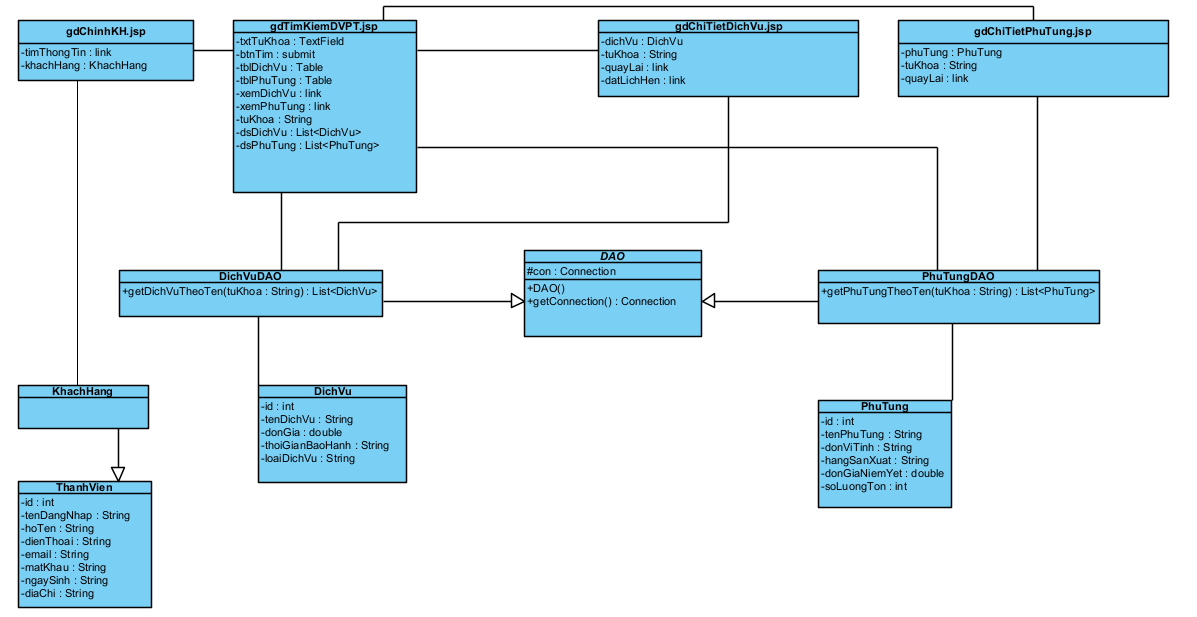 gdChinhKH.jsp
-timThongTin : link
-khachHang : KhachHang
gdTimKiemDVPT.jsp
-txtTuKhoa : TextField
-btnTim : submit
-tblDichVu : Table
-tblPhuTung : Table
-xemDichVu : link
-xemPhuTung : link
-tuKhoa : String
-dsDichVu : List<DichVu>
-dsPhuTung : List<PhuTung>
gdChiTietDichVu.jsp
-dichVu : DichVu
-tuKhoa : String
-quayLai : link
-datLichHen : link
gdChiTietPhuTung.jsp
-phuTung : PhuTung
-tuKhoa : String
-quayLai : link
DichVuDAO
+getDichVuTheoTen(tuKhoa : String) : List<DichVu>
DAO
#con : Connection
+DAO()
+getConnection() : Connection
PhuTungDAO
+getPhuTungTheoTen(tuKhoa : String) : List<PhuTung>
KhachHang
DichVu
-id : int
-tenDichVu : String
-donGia : double
-thoiGianBaoHanh : String
-loaiDichVu : String
PhuTung
-id : int
-tenPhuTung : String
-donViTinh : String
-hangSanXuat : String
-donGiaNiemYet : double
-soLuongTon : int
ThanhVien
-id : int
-tenDangNhap : String
-hoTen : String
-dienThoai : String
-email : String
-matKhau : String
-ngaySinh : String
-diaChi : String